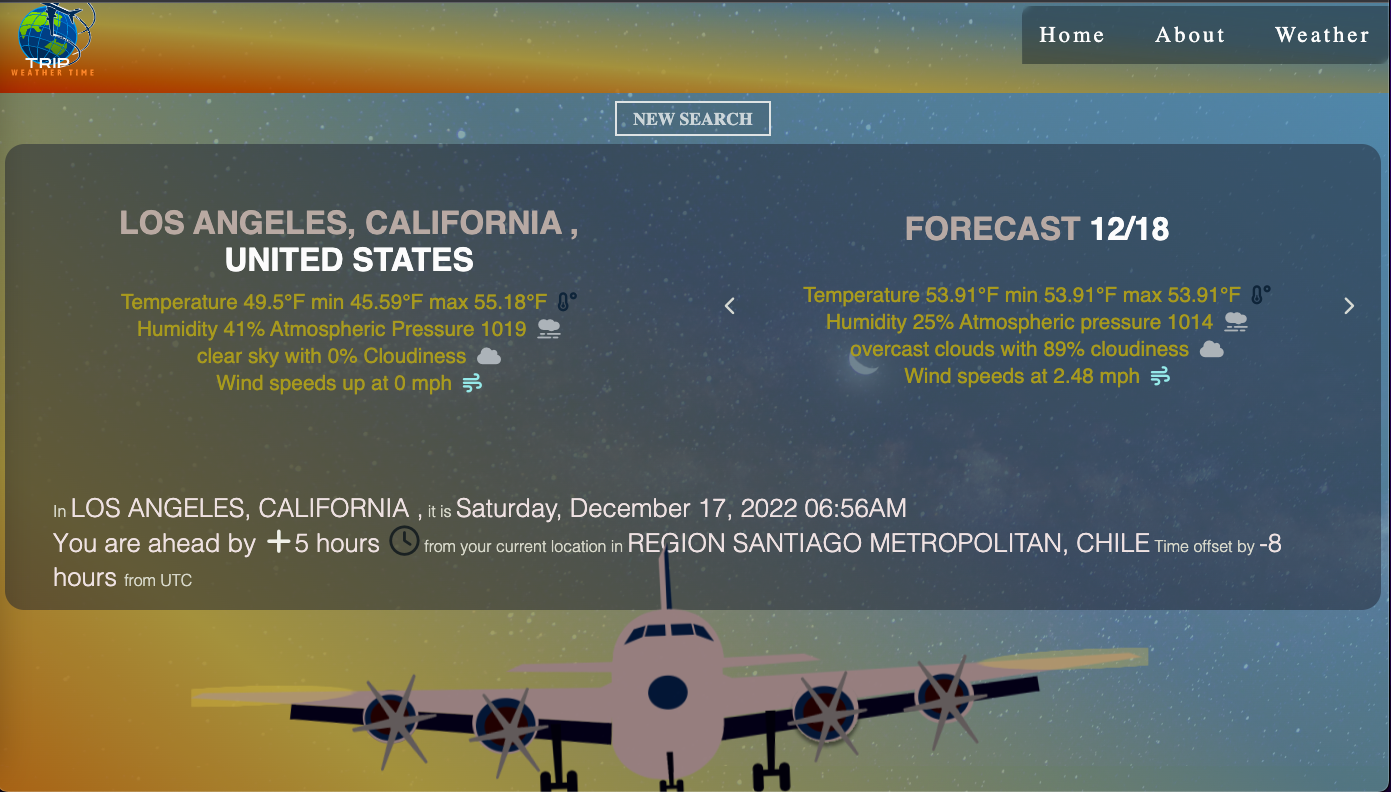 TRIP
WEATHER TIME
Home About Weather
NEW SEARCH
LOS ANGELES, CALIFORNIA ,
UNITED STATES
Temperature 49.5°F min 45.59°F max 55.18°F
Humidity 41% Atmospheric Pressure 1019
clear sky with 0% Cloudiness
Wind speeds up at 0 mph
FORECAST 12/18
Temperature 53.91°F min 53.91°F max 53.91°F
Humidity 25% Atmospheric pressure 1014
overcast clouds with 89% cloudiness
Wind speeds at 2.48 mph
In LOS ANGELES, CALIFORNIA , it is Saturday, December 17, 2022 06:56AM
You are ahead by +5 hours from your current location in REGION SANTIAGO METROPOLITAN, CHILE Time offset by -8
hours from UTC